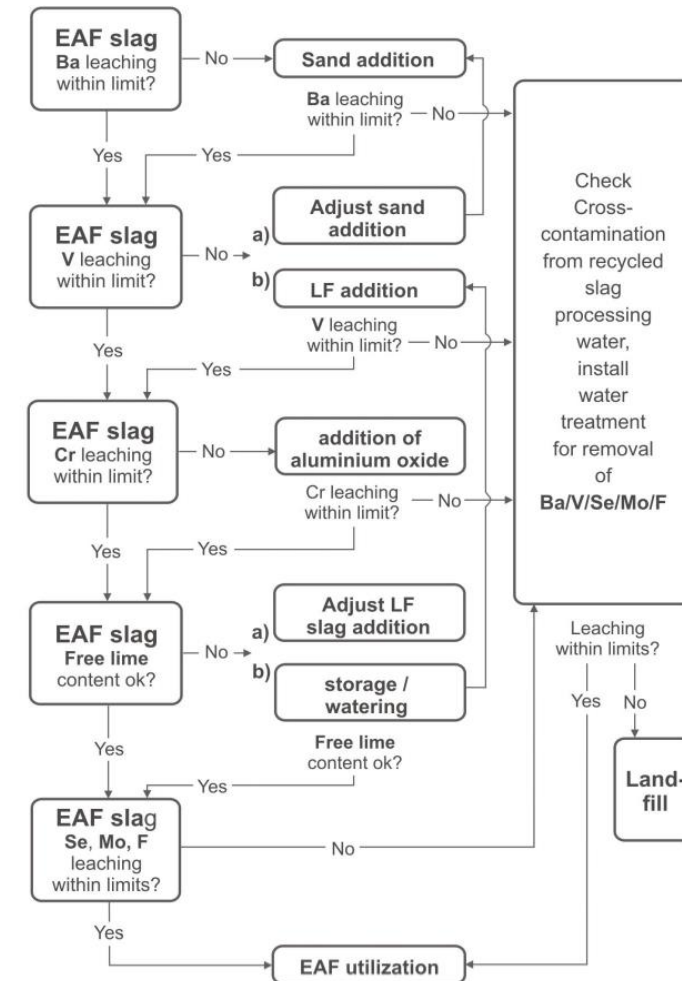 EAF slag
Ba leaching
within limit?
No
Sand addition
Ba leaching
within limit?
No
Yes
Yes
EAF slag
V leaching
within limit?
No
a)
Adjust sand
addition
b)
LF addition
V leaching
within limit?
No
Yes
Yes
EAF slag
Cr leaching
within limit?
No
addition of
aluminium oxide
Cr leaching
within limit?
No
Yes
Yes
EAF slag
Free lime
content ok?
No
a)
Adjust LF
slag addition
b)
storage /
watering
Free lime
content ok?
Yes
Yes
EAF slag
Se, Mo, F
leaching
within limits?
No
Yes
EAF utilization
Check
Cross-
contamination
from recycled
slag
processing
water,
install
water
treatment
for removal
of
Ba/V/Se/Mo/F
Leaching
within limits?
Yes
No
Land-
fill